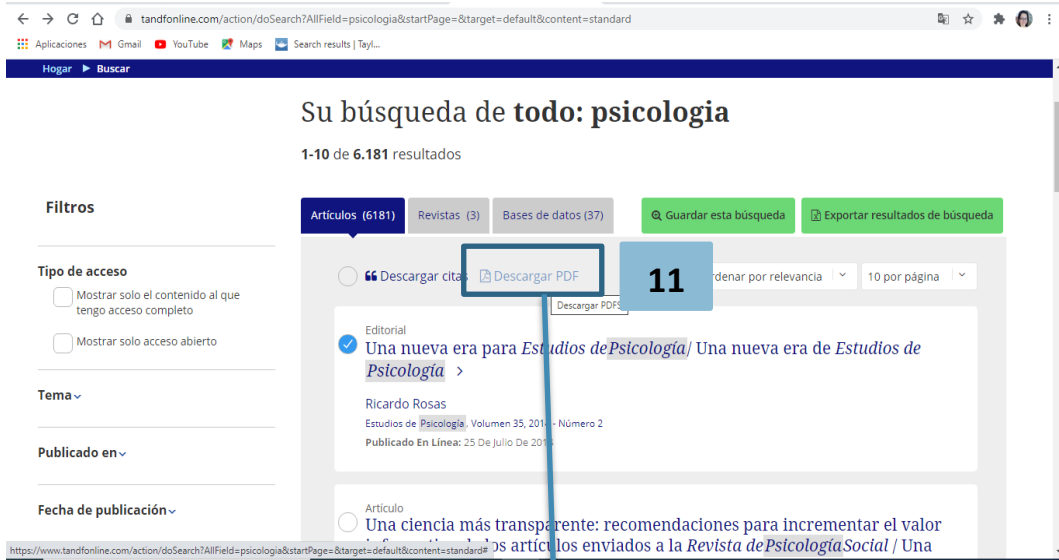 tandfonline.com/action/doSearch?AllField=psicologia&startPage=&target=default&content=standard
Aplicaciones Gmail YouTube Maps Search results | Tayl...
Hogar Buscar
Su búsqueda de todo: psicologia
1-10 de 6.181 resultados
Filtros
Artículos (6181) Revistas (3) Bases de datos (37) Guardar esta búsqueda Exportar resultados de búsqueda
Tipo de acceso
Mostrar solo el contenido al que
tengo acceso completo
Mostrar solo acceso abierto
Descargar citas Descargar PDF 11 por relevancia 10 por página
Descargar PDFS
Editorial
Una nueva era para Estudios de Psicología/ Una nueva era de Estudios de
Psicología >
Ricardo Rosas
Estudios de Psicología, Volumen 35, - Número 2
Publicado En Línea: 25 De Julio De
Tema
Publicado en
Fecha de publicación
Artículo
Una ciencia más transparente: recomendaciones para incrementar el valor
artículos enviados a la Revista de Psicología Social / Una
https://www.tandfonline.com/action/doSearch?AllField=psicologia&startPage=&target=default&content=standard#